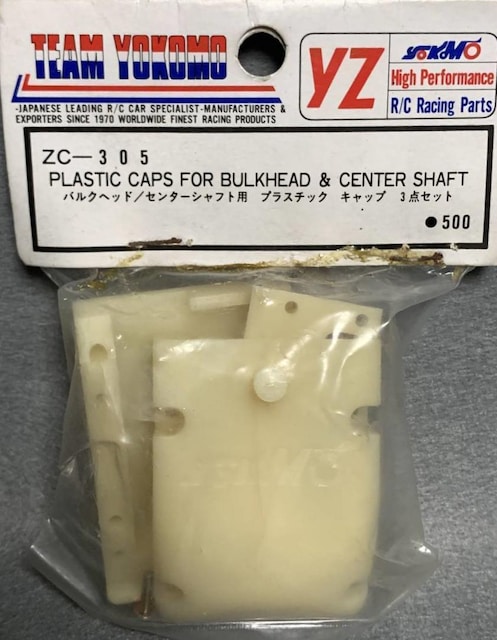 TEAM YOKOMO
-JAPANESE LEADING R/C CAR SPECIALIST-MANUFACTURERS &
EXPORTERS SINCE 1970 WORLDWIDE FINEST RACING PRODUCTS
YZ
YOKOMO
High Performance
R/C Racing Parts
ZC-305
PLASTIC CAPS FOR BULKHEAD & CENTER SHAFT
バルクヘッド/センターシャフト用 プラスチック キャップ 3点セット
●500
YOKOMO